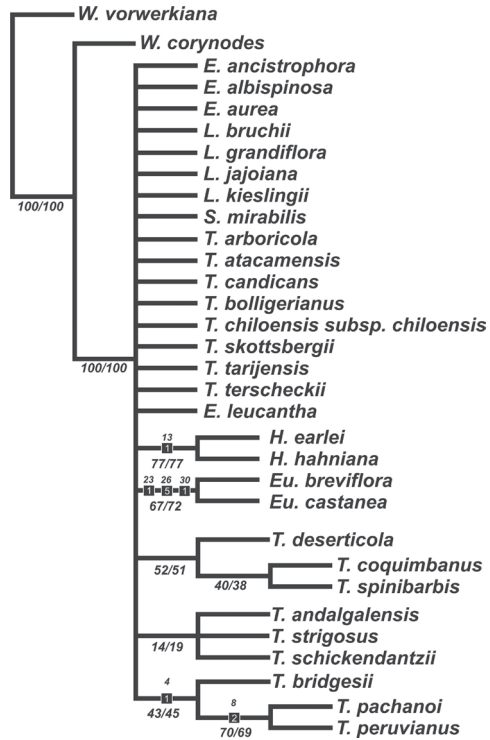 W. vorwerkiana
W. corynodes
E. ancistrophora
E. albispinosa
E. aurea
L. bruchii
L. grandiflora
L. jajoiana
L. kieslingii
100/100
S. mirabilis
T. arboricola
T. atacamensis
T. candicans
T. bolligerianus
T. chiloensis subsp. chiloensis
T. skottsbergii
100/100
T. tarijensis
T. terscheckii
E. leucantha
13
H. earlei
1
77/77
H. hahniana
23 26 30
Eu. breviflora
1 5 1
67/72
Eu. castanea
T. deserticola
52/51
T. coquimbanus
40/38
T. spinibarbis
T. andalgalensis
T. strigosus
14/19
T. schickendantzii
4
T. bridgesii
1
43/45
8
T. pachanoi
2
70/69
T. peruvianus